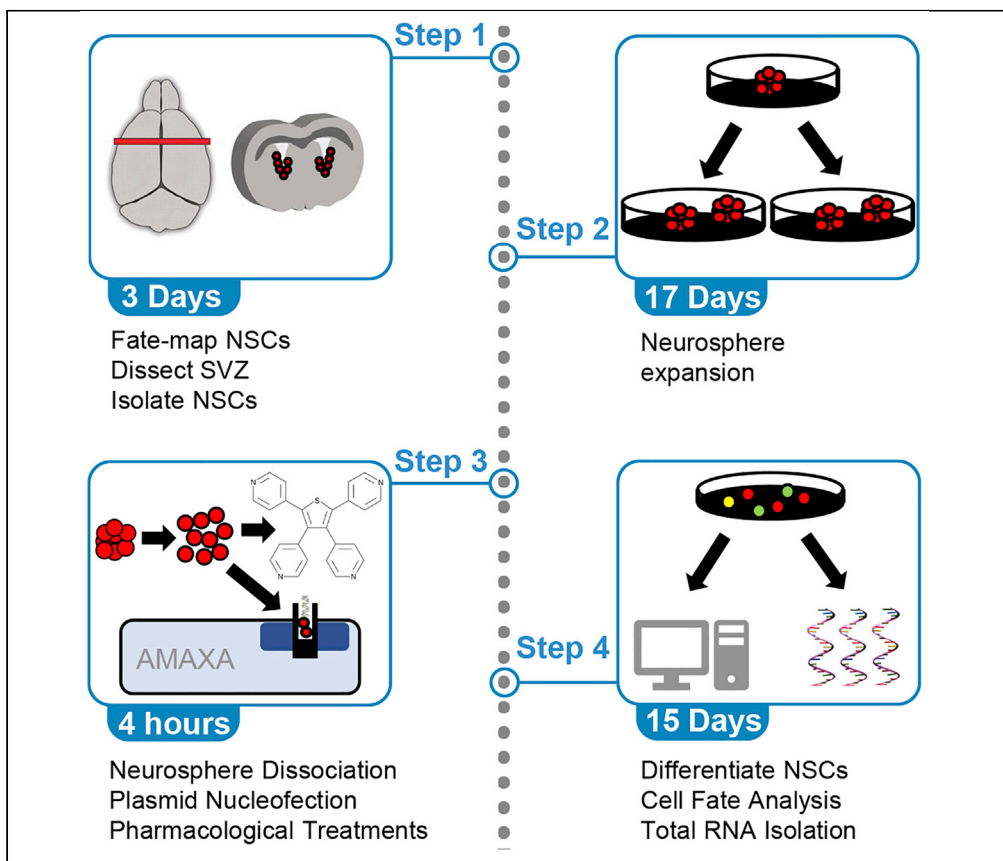 Step 1
3 Days
Fate-map NSCs
Dissect SVZ
Isolate NSCs
Step 2
17 Days
Neurosphere
expansion
Step 3
N
S
N
N
N
AMAXA
4 hours
Neurosphere Dissociation
Plasmid Nucleofection
Pharmacological Treatments
Step 4
15 Days
Differentiate NSCs
Cell Fate Analysis
Total RNA Isolation